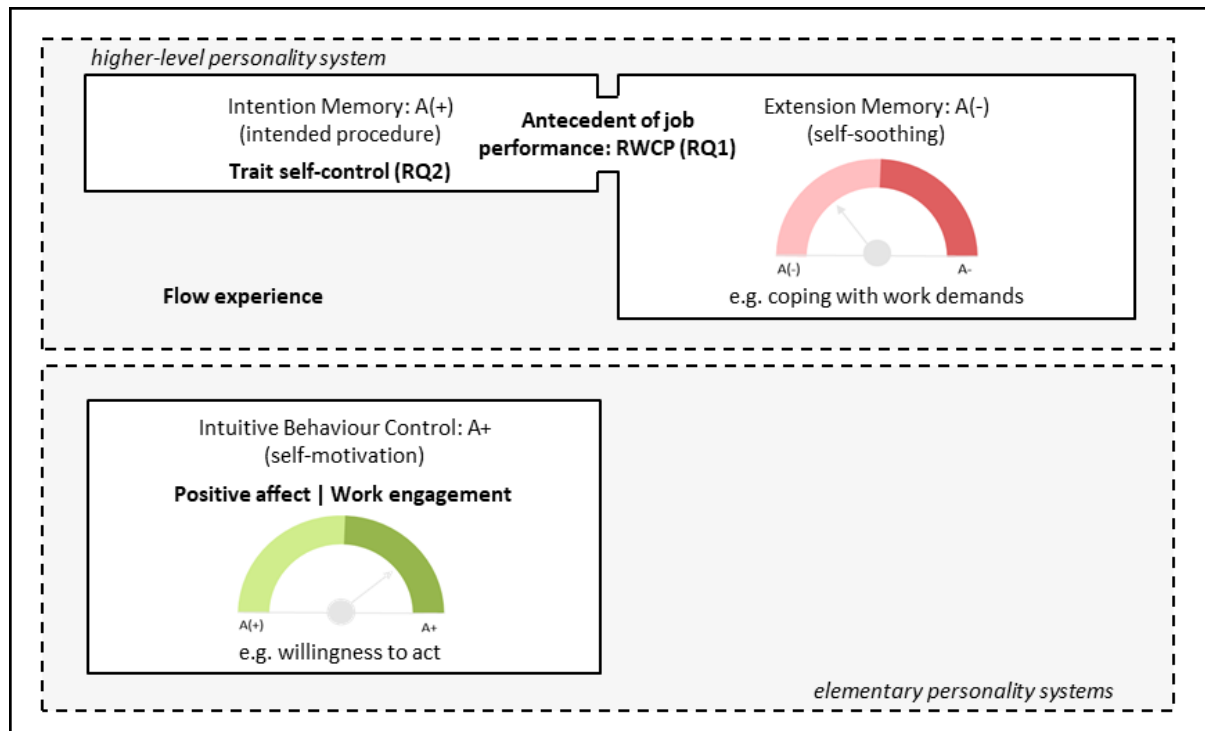 higher-level personality system
Intention Memory: A(+)
(intended procedure)
Trait self-control (RQ2)
Antecedent of job
performance: RWCP (RQ1)
Extension Memory: A(-)
(self-soothing)
A(-)
A-
e.g. coping with work demands
Flow experience
Intuitive Behaviour Control: A+
(self-motivation)
Positive affect | Work engagement
A(+)
A+
e.g. willingness to act
elementary personality systems